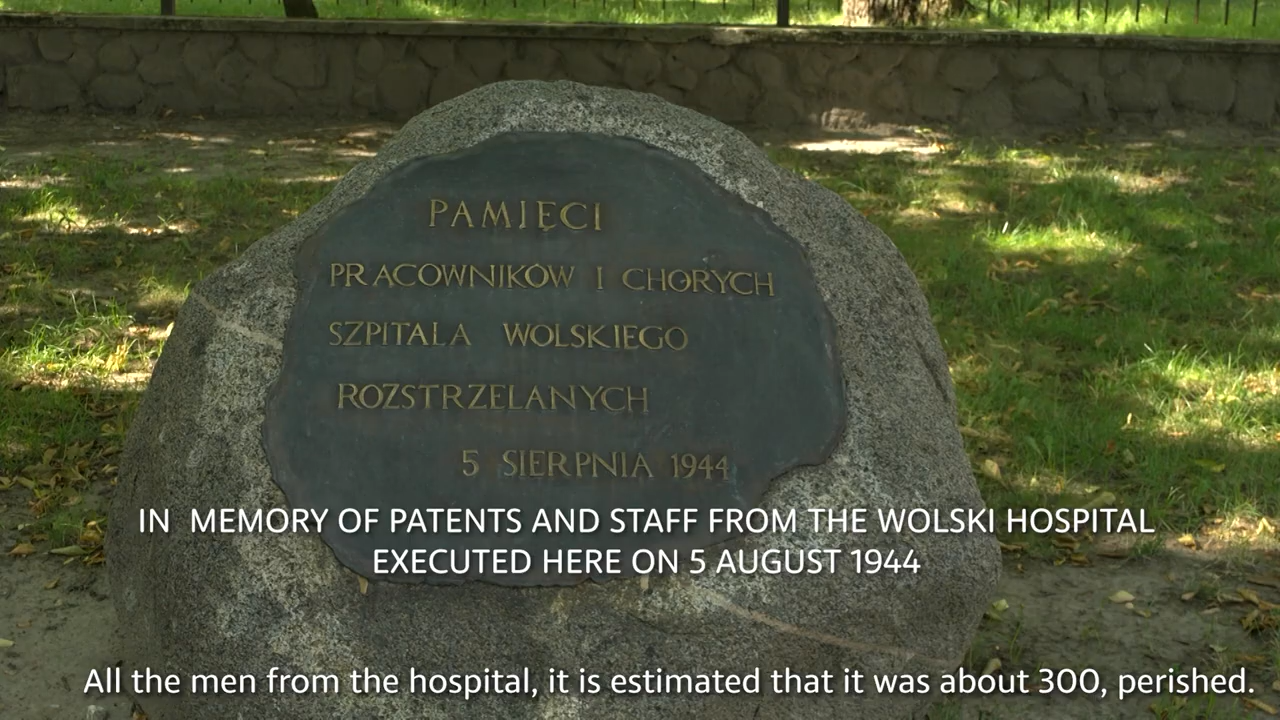 PAMIĘCI
PRACOWNIKÓW I CHORYCH
SZPITALA WOLSKIEGO
ROZSTRZELANYCH
5 SIERPNIA 1944
IN MEMORY OF PATENTS AND STAFF FROM THE WOLSKI HOSPITAL
EXECUTED HERE ON 5 AUGUST 1944
All the men from the hospital, it is estimated that it was about 300, perished.